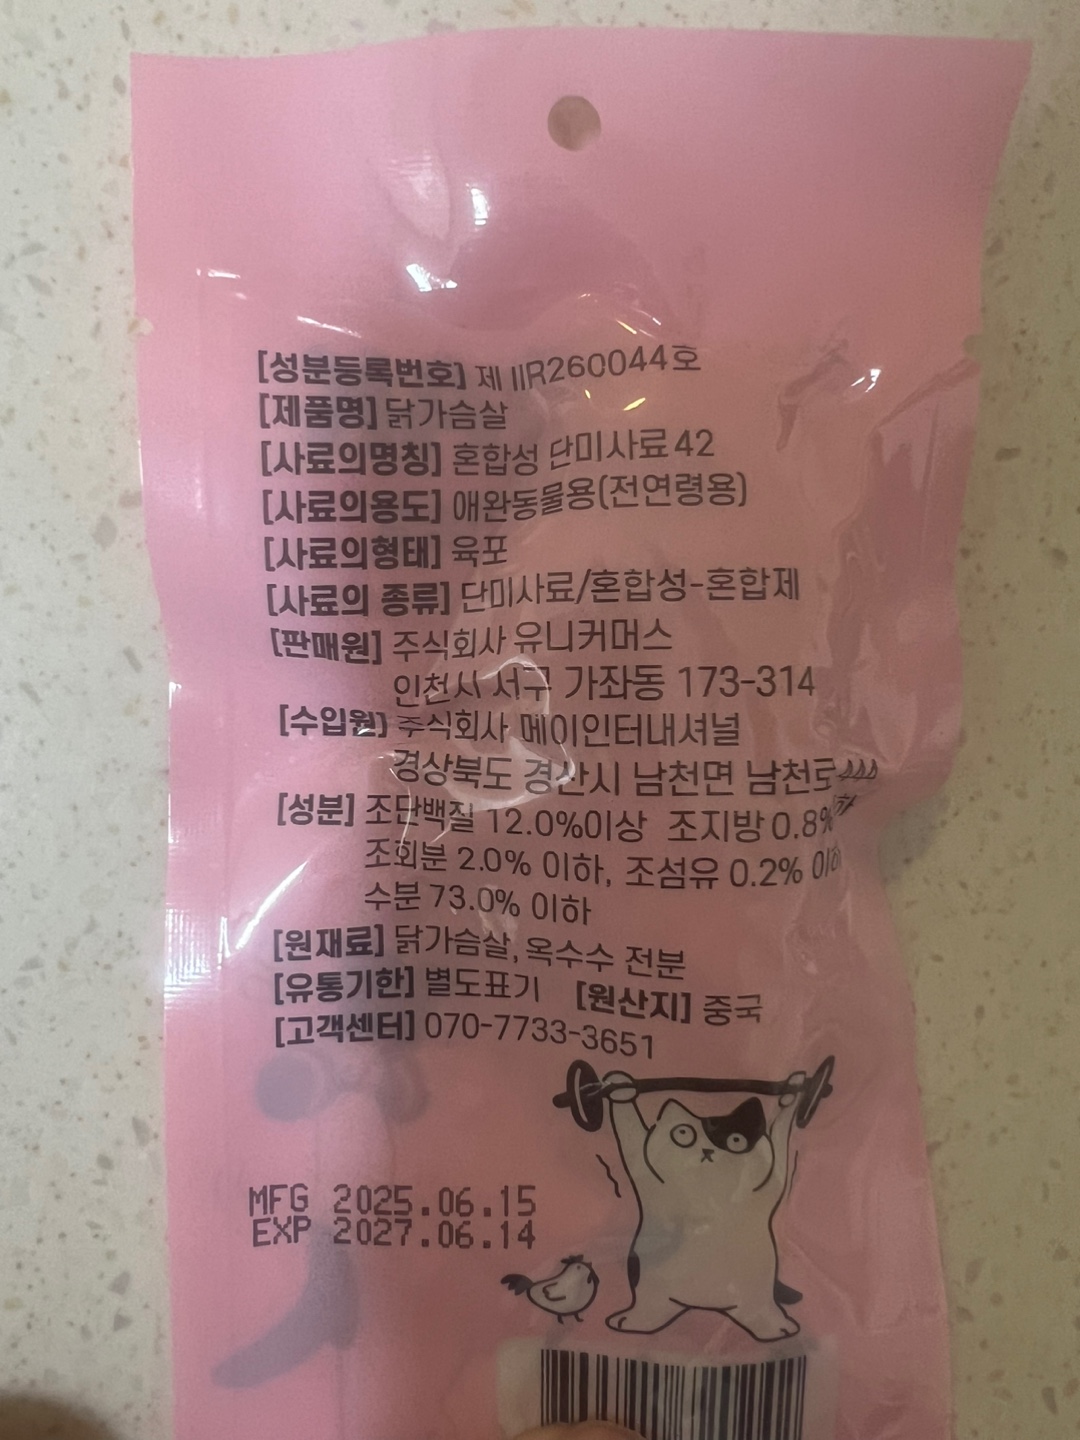 [성분등록번호] 제 IIR260044호
[제품명] 닭가슴살
[사료의명칭] 혼합성 단미사료42
[사료의용도] 애완동물용(전연령용)
[사료의형태] 육포
[사료의 종류] 단미사료/혼합성-혼합제
[판매원] 주식회사 유니커머스
인천시 서구 가좌동 173-314
[수입원] 주식회사 메이인터내셔널
경상북도 경산시 남천면 남천로
[성분] 조단백질 12.0%이상 조지방 0.8%
조회분 2.0% 이하, 조섬유 0.2% 이하
수분 73.0% 이하
[원재료] 닭가슴살, 옥수수 전분
[유통기한] 별도표기 [원산지] 중국
[고객센터] 070-7733-3651
MFG 2025.06.15
EXP 2027.06.14